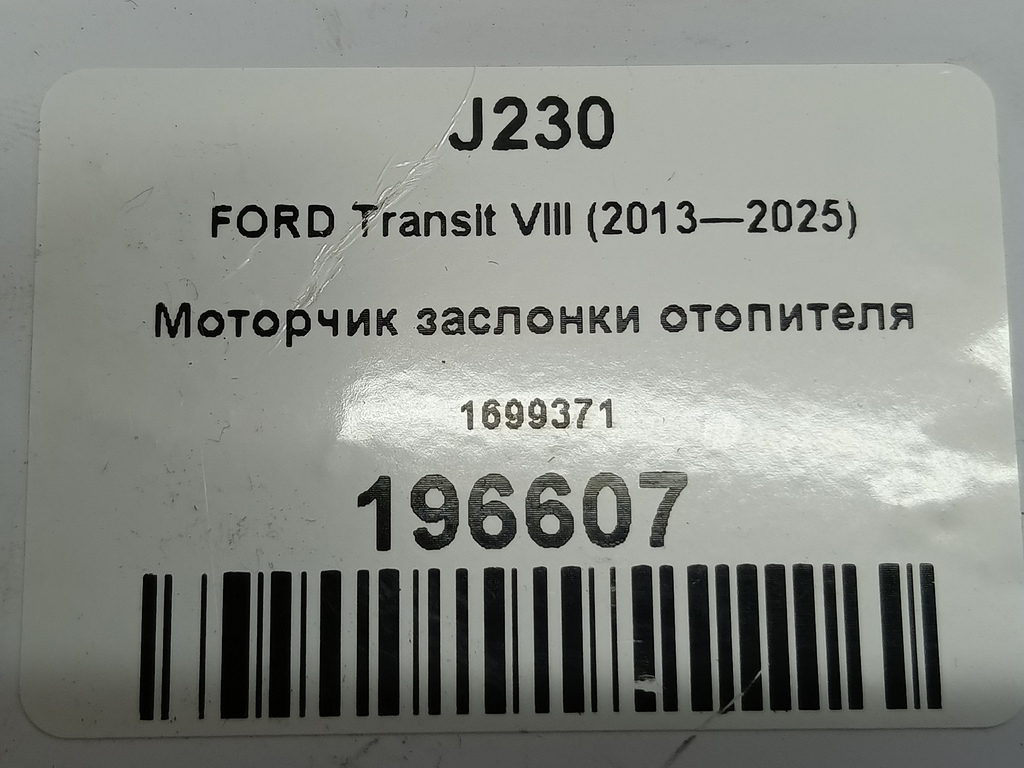 J230
FORD Transit VIII (2013—2025)
Моторчик заслонки отопителя
1699371
196607